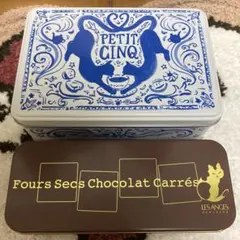 PETIT
CINQ
Fours Secs Chocolat Carrés
LES ANGES